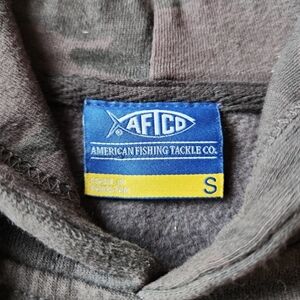 AFTCO
®
AMERICAN FISHING TACKLE CO.
S